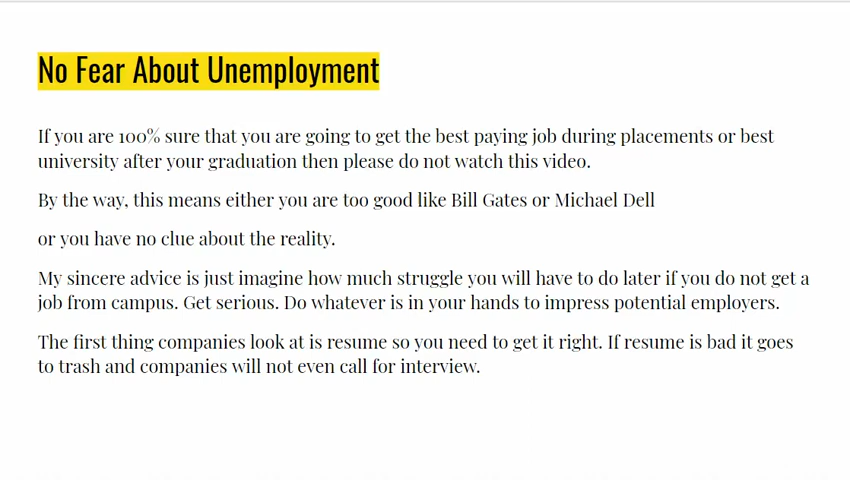 No Fear About Unemployment
If you are 100% sure that you are going to get the best paying job during placements or best
university after your graduation then please do not watch this video.
By the way, this means either you are too good like Bill Gates or Michael Dell
or you have no clue about the reality.
My sincere advice is just imagine how much struggle you will have to do later if you do not get a
job from campus. Get serious. Do whatever is in your hands to impress potential employers.
The first thing companies look at is resume so you need to get it right. If resume is bad it goes
to trash and companies will not even call for interview.